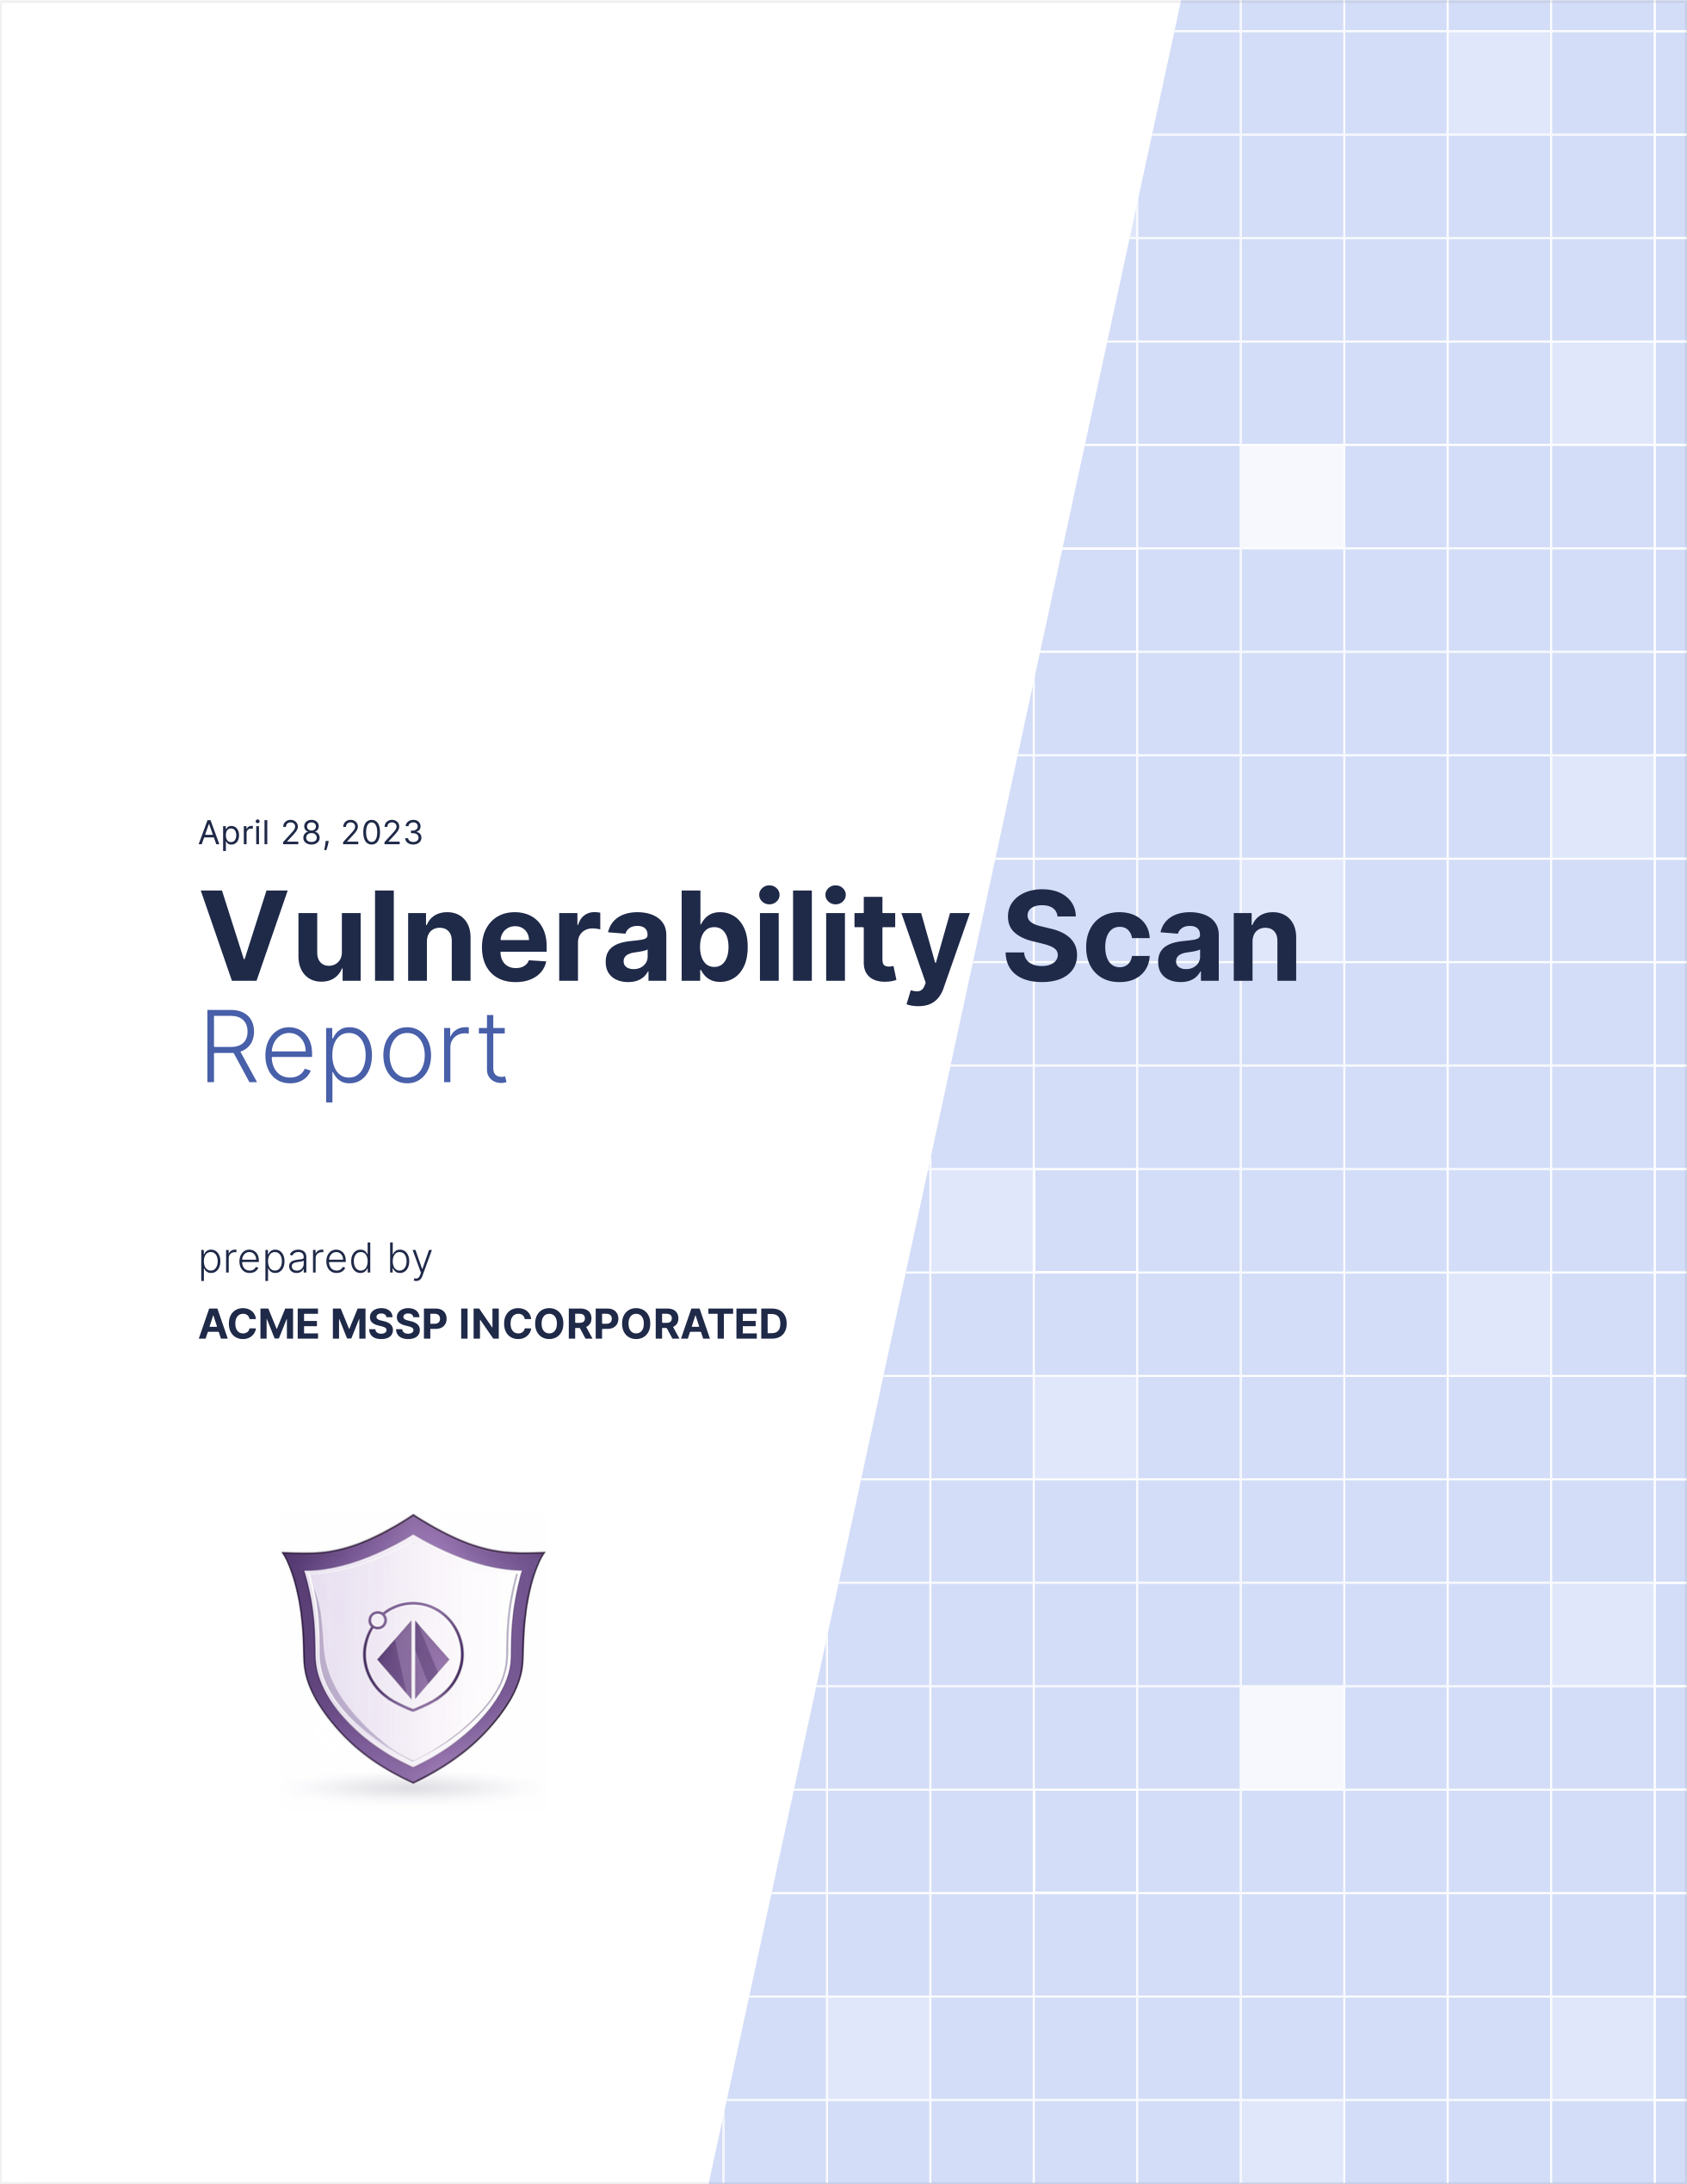 April 28, 2023
Vulnerability Scan
Report
prepared by
ACME MSSP INCORPORATED